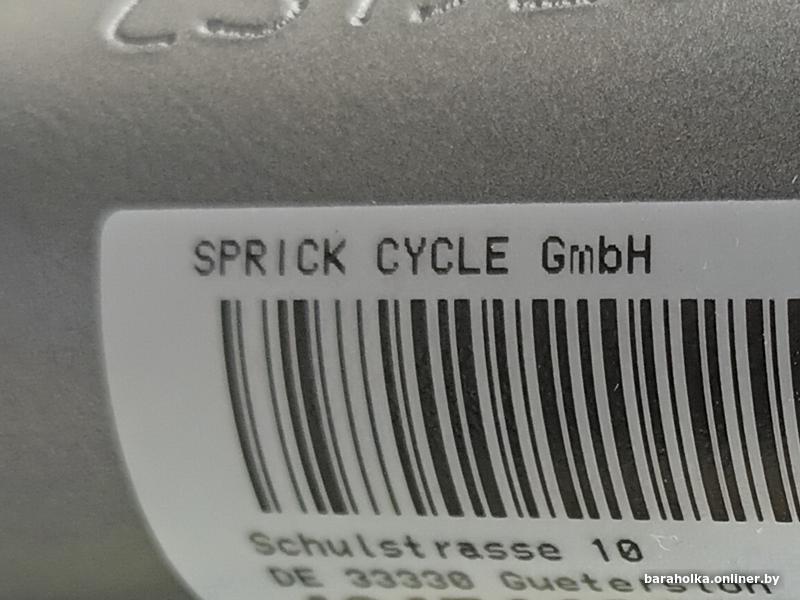 SPRICK CYCLE GmbH
Schulstrasse 10
DE 33330 Guetersloh
baraholka.onliner.by